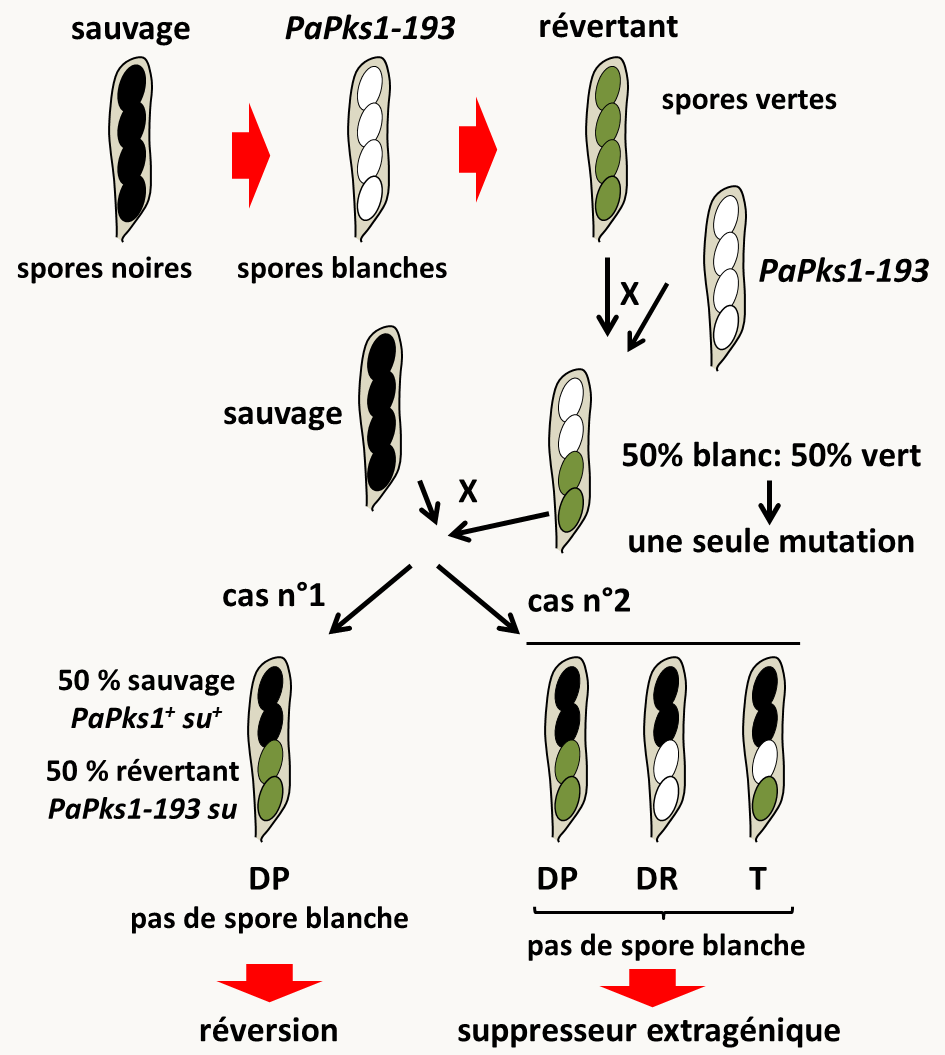 sauvage
PaPks1-193
révertant
spores vertes
spores noires
spores blanches
PaPks1-193
X
sauvage
X
50% blanc: 50% vert
une seule mutation
cas n°1
cas n°2
50 % sauvage
PaPks1+ su+
50 % révertant
PaPks1-193 su
DP
pas de spore blanche
DP
DR
T
pas de spore blanche
réversion
suppresseur extragénique